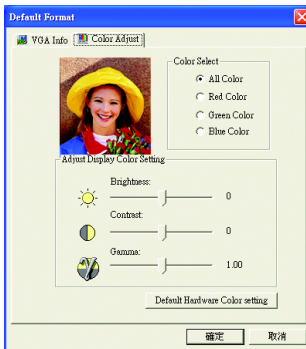 Default Format
VGA Info
Color Adjust
Color Select
All Color
Red Color
Green Color
Blue Color
Adjust Display Color Setting
Brightness:
0
Contrast:
0
Gamma:
1.00
Default Hardware Color setting
確定
取消